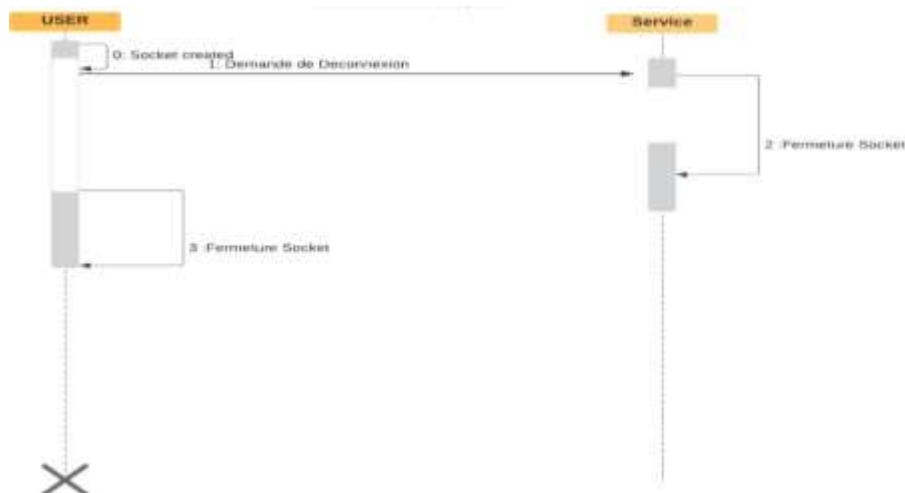 USER
Service
0: Socket created
1: Demande de Deconnexion
2 :Fermeture Socket
3 :Fermeture Socket